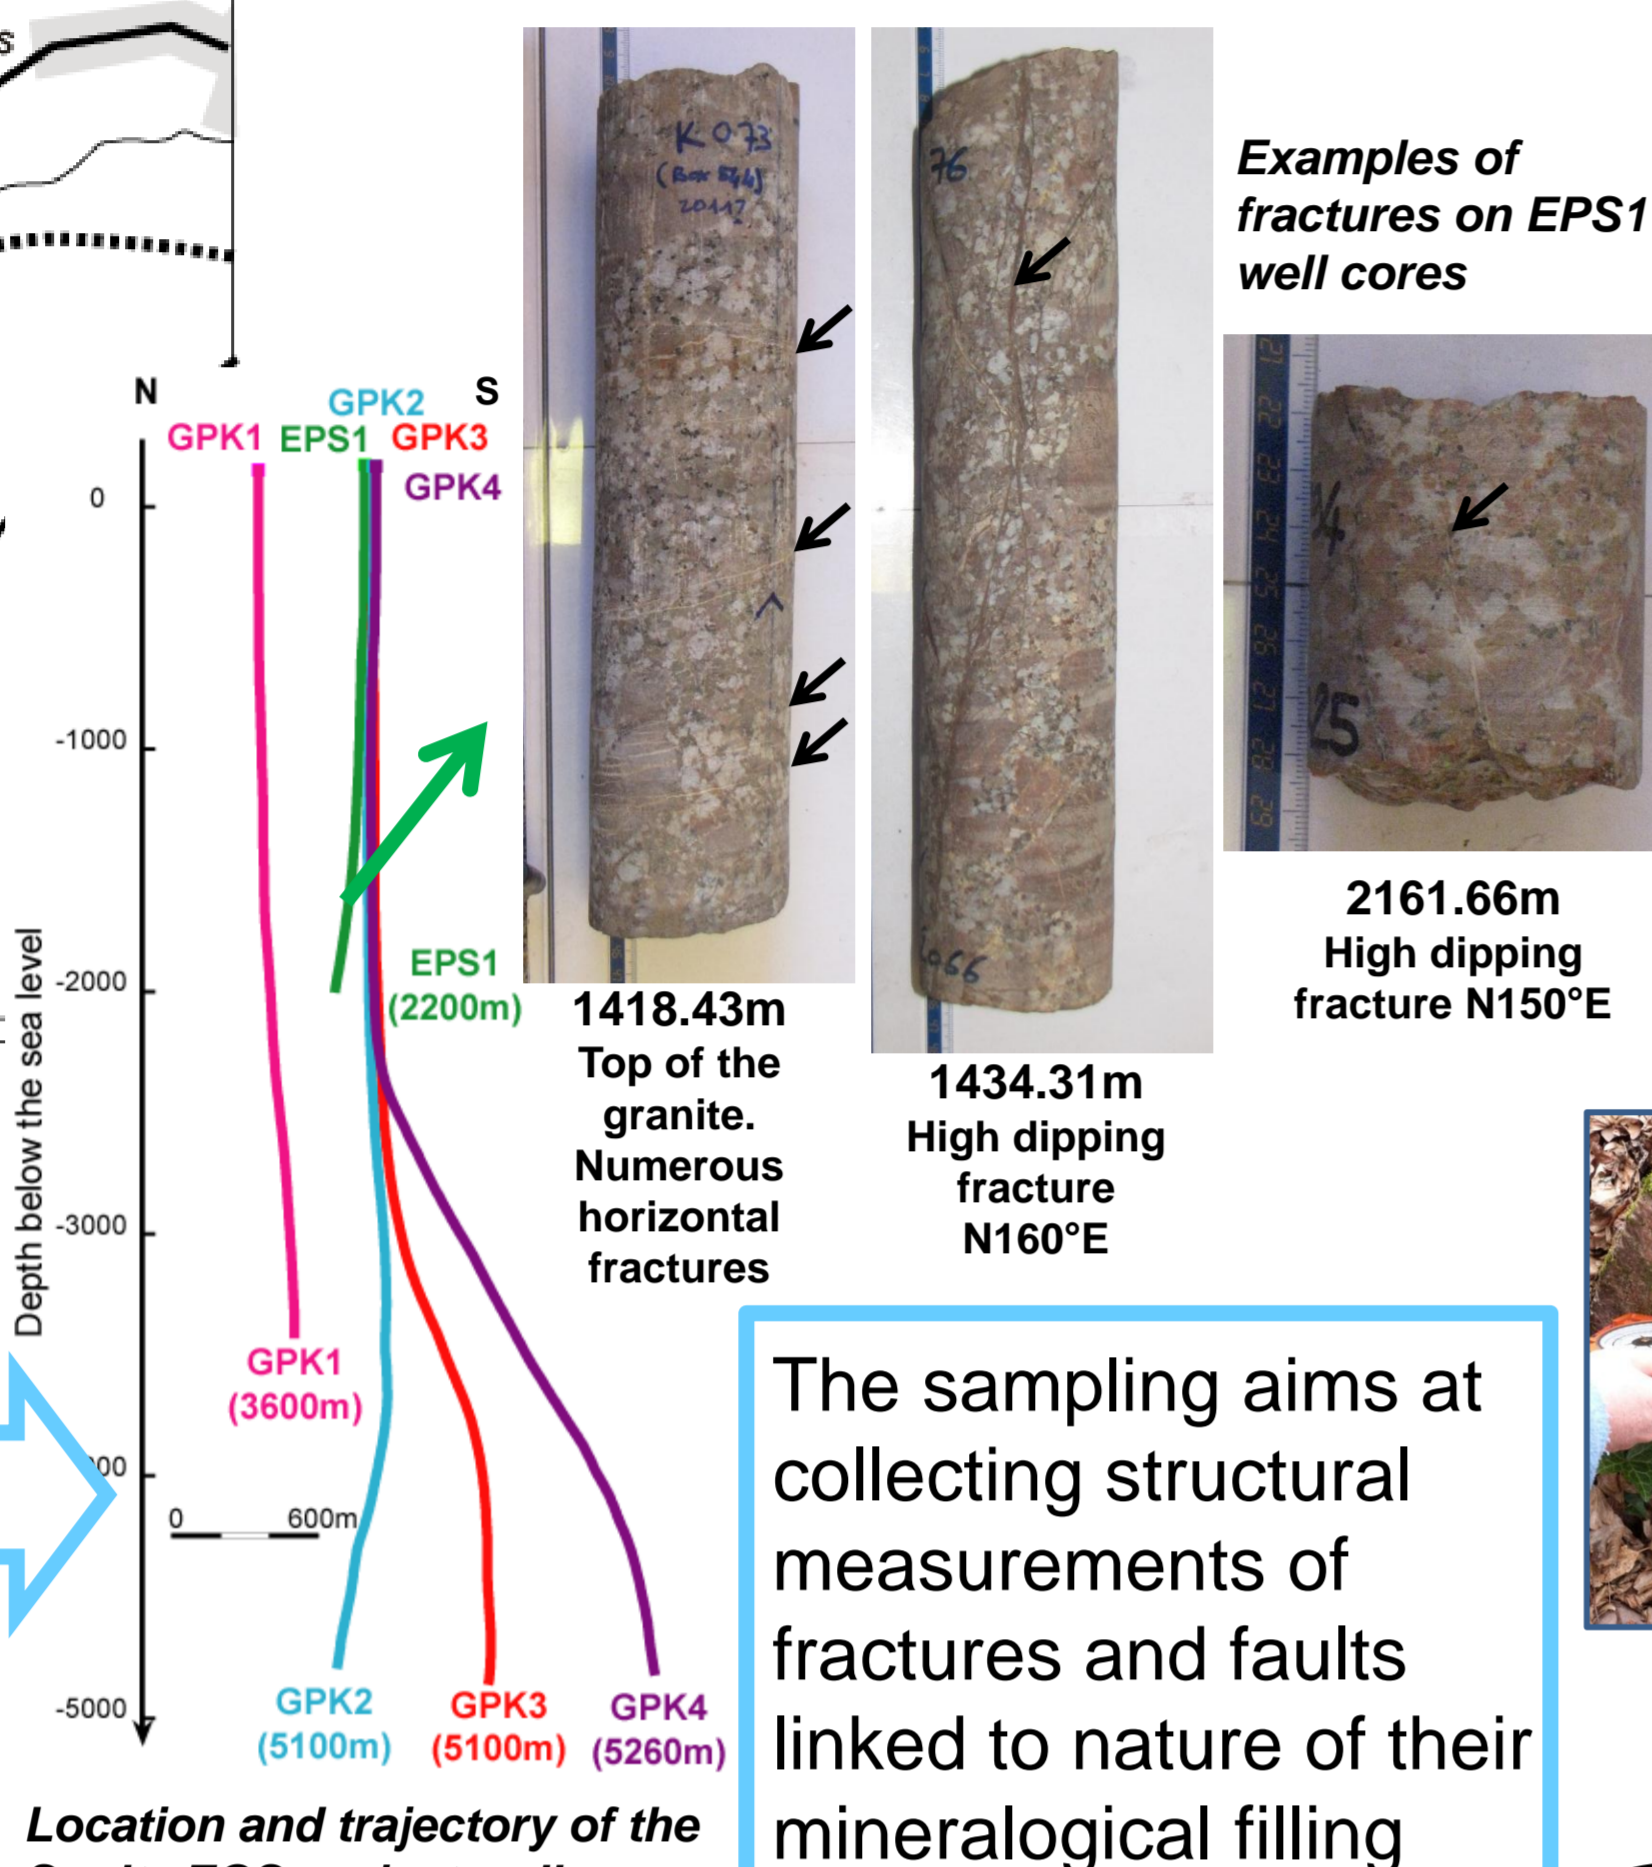 s
N
S
GPK2
GPK1 EPS1 GPK3
GPK4
0
-1000
-2000
-3000
00
-5000
Depth below the sea level
EPS1
(2200m)
GPK1
(3600m)
0 600m
GPK2
(5100m)
GPK3
(5100m)
GPK4
(5260m)
Location and trajectory of the
K 073
76
25
Examples of
fractures on EPS1
well cores
1418.43m
Top of the
granite.
Numerous
horizontal
fractures
1434.31m
High dipping
fracture
N160°E
2161.66m
High dipping
fracture N150°E
The sampling aims at
collecting structural
measurements of
fractures and faults
linked to nature of their
mineralogical filling